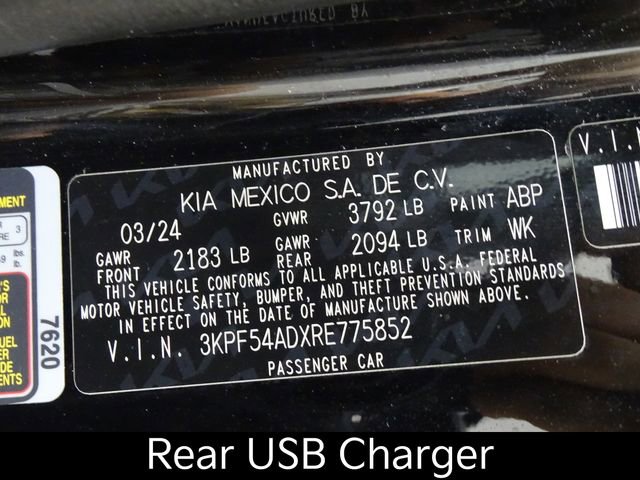 MANUFACTURED BY
KIA MEXICO S.A. DE C.V.
03/24 GVWR 3792 LB PAINT ABP
GAWR FRONT 2183 LB GAWR REAR 2094 LB TRIM WK
THIS VEHICLE CONFORMS TO ALL APPLICABLE U.S.A. FEDERAL
MOTOR VEHICLE SAFETY, BUMPER, AND THEFT PREVENTION STANDARDS
IN EFFECT ON THE DATE OF MANUFACTURE SHOWN ABOVE.
V.I.N. 3KPF54ADXRE775852
PASSENGER CAR
7620
V.I.N
Rear USB Charger